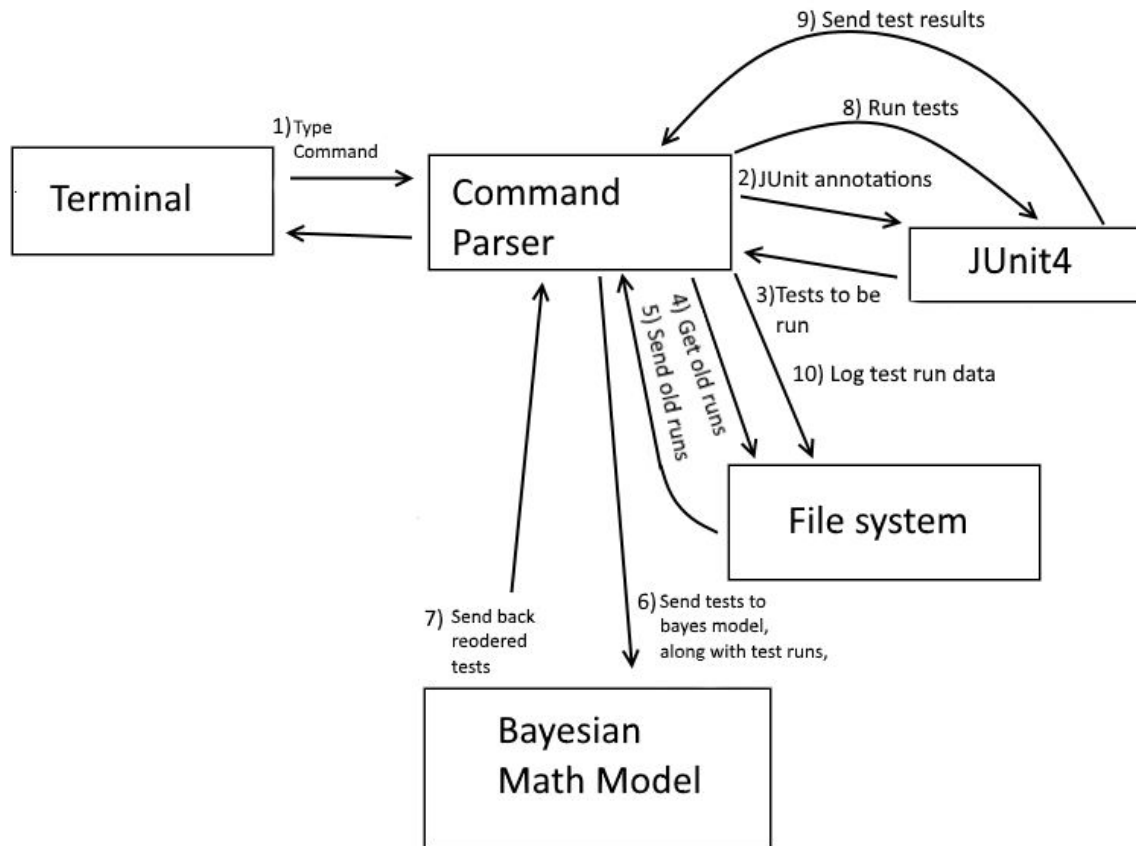 9) Send test results
8) Run tests
1) Type
Command
Terminal
Command
Parser
2)JUnit annotations
JUnit4
3)Tests to be
run
4) Get old runs
5) Send old runs
10) Log test run data
File system
7) Send back
reodered
tests
6) Send tests to
bayes model,
along with test runs,
Bayesian
Math Model